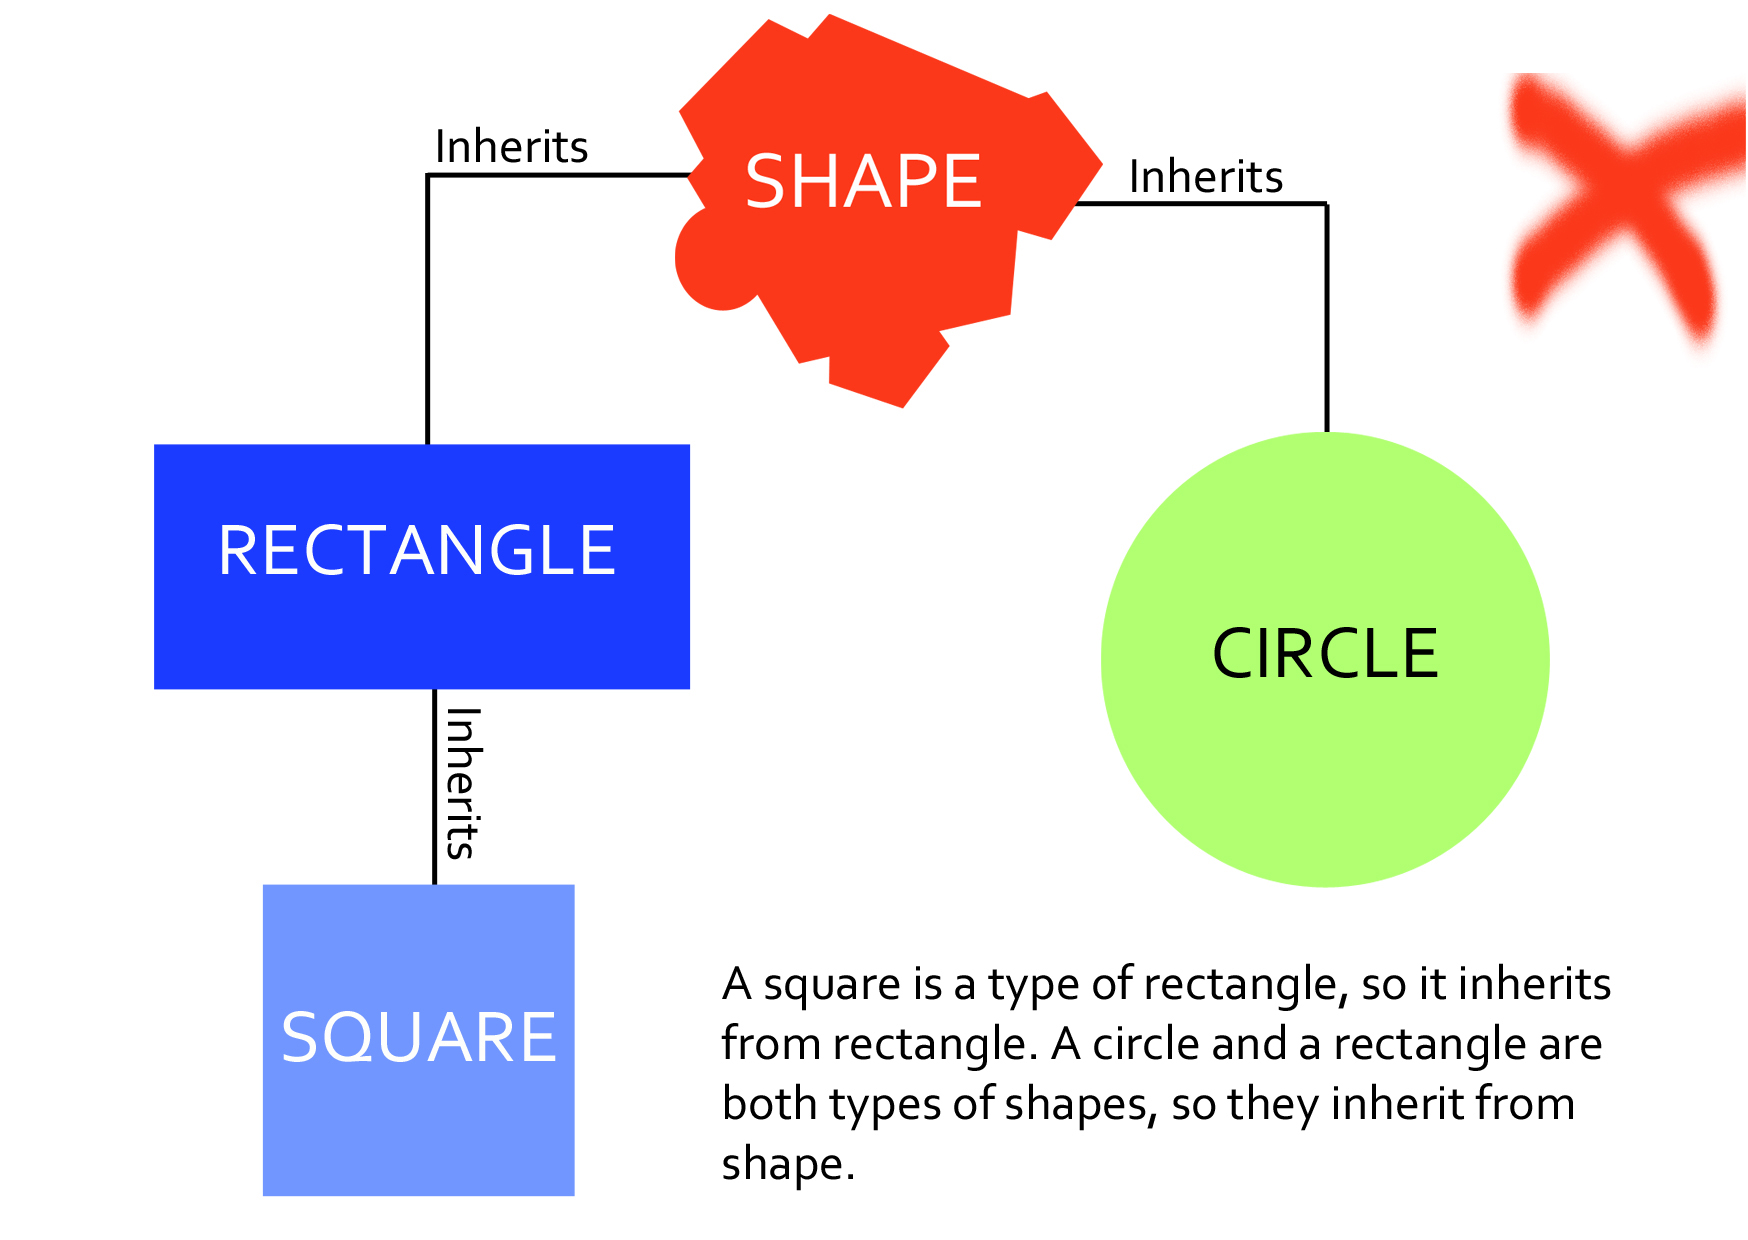 SHAPE
Inherits
Inherits
RECTANGLE
CIRCLE
Inherits
SQUARE
A square is a type of rectangle, so it inherits
from rectangle. A circle and a rectangle are
both types of shapes, so they inherit from
shape.